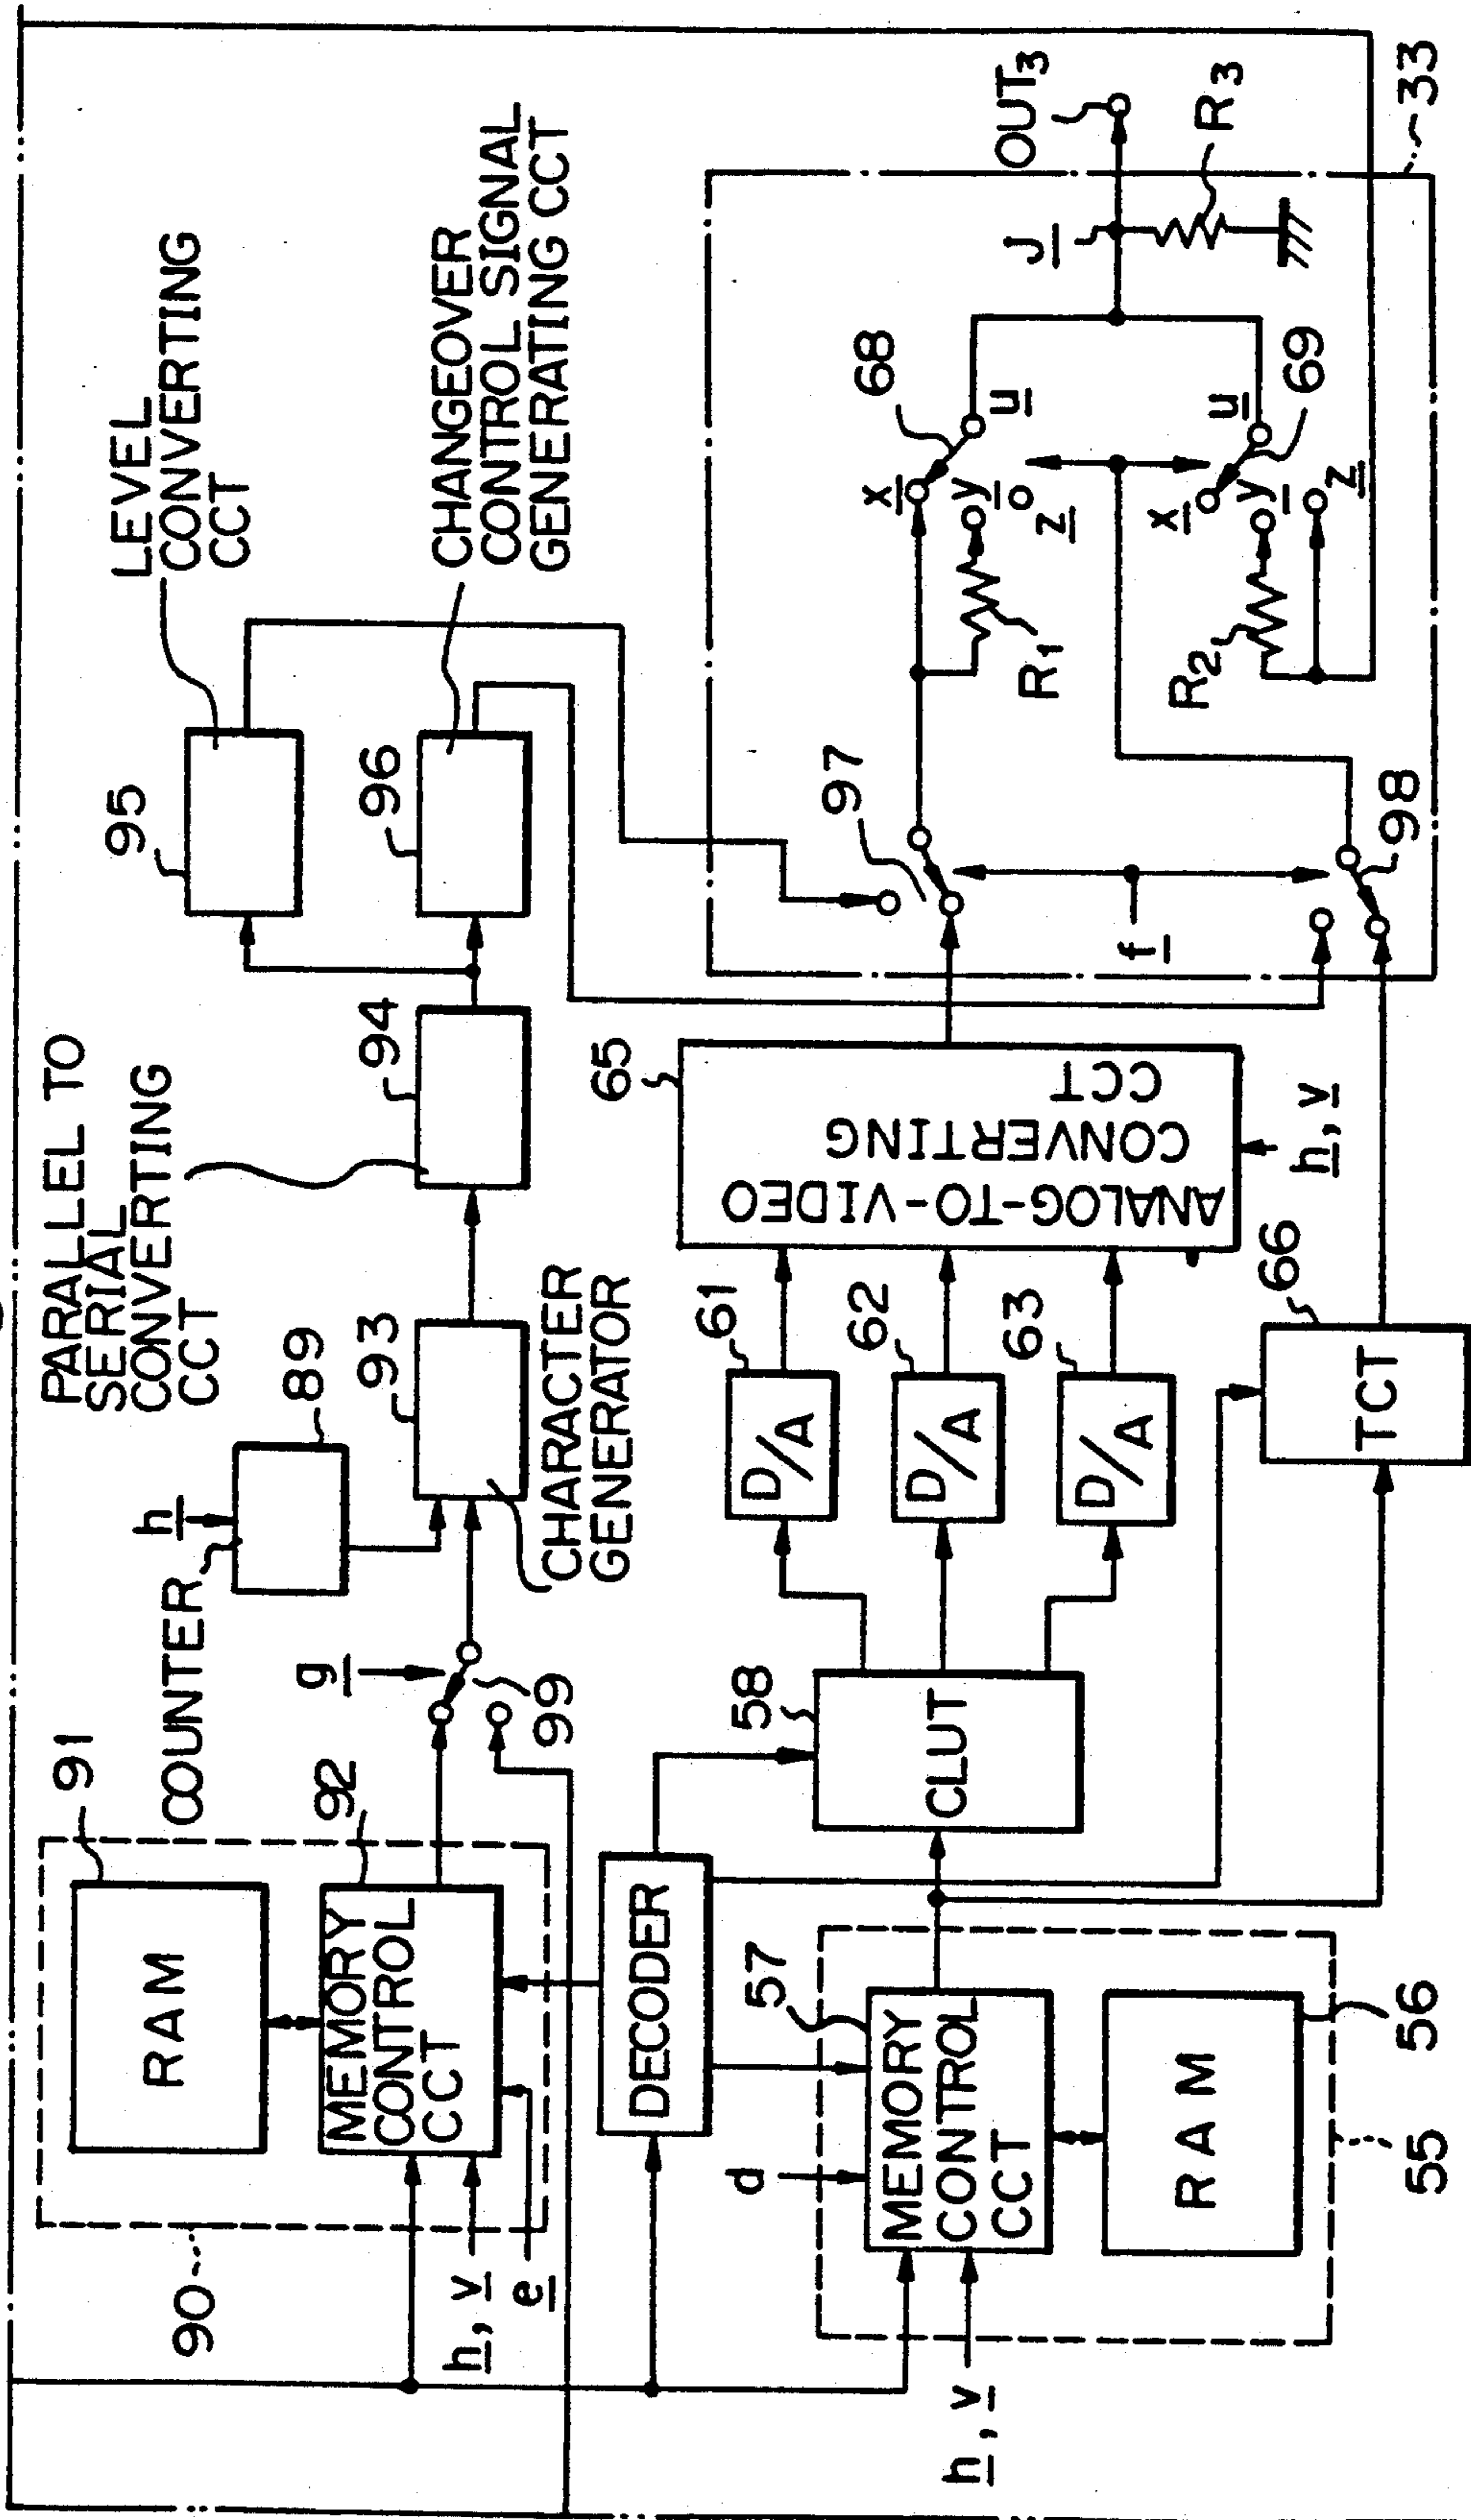 90
91
RAM
92
MEMORY
CONTROL
CCT
h, v
e
COUNTER
h
89
g
99
93
CHARACTER
GENERATOR
PARALLEL TO
SERIAL
CONVERTING
CCT
94
95
LEVEL
CONVERTING
CCT
96
CHANGEOVER
CONTROL SIGNAL
GENERATING CCT
DECODER
d
57
MEMORY
CONTROL
CCT
h, v
RAM
56
55
58
CLUT
61
D/A
62
D/A
63
D/A
65
ANALOG-TO-VIDEO
CONVERTING
CCT
h, v
66
TCT
97
f
98
R1
R2
68
x
y
z
u
69
x
y
z
u
J
OUT3
R3
33